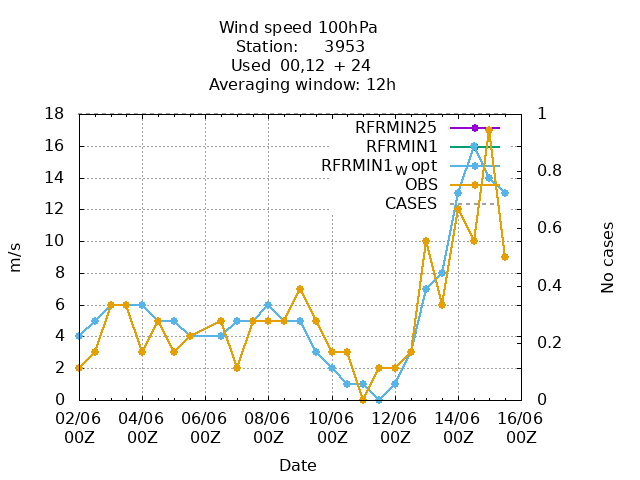 Wind speed 100hPa
Station: 3953
Used 00,12 + 24
Averaging window: 12h
18 1
RFRMIN25
16 RFRMIN1
14 RFRMIN1w opt 0.8
OBS
12 CASES 0.6
10
m/s
No cases
8 0.4
6
4 0.2
2
0 0
02/06 04/06 06/06 08/06 10/06 12/06 14/06 16/06
00Z 00Z 00Z 00Z 00Z 00Z 00Z 00Z
Date